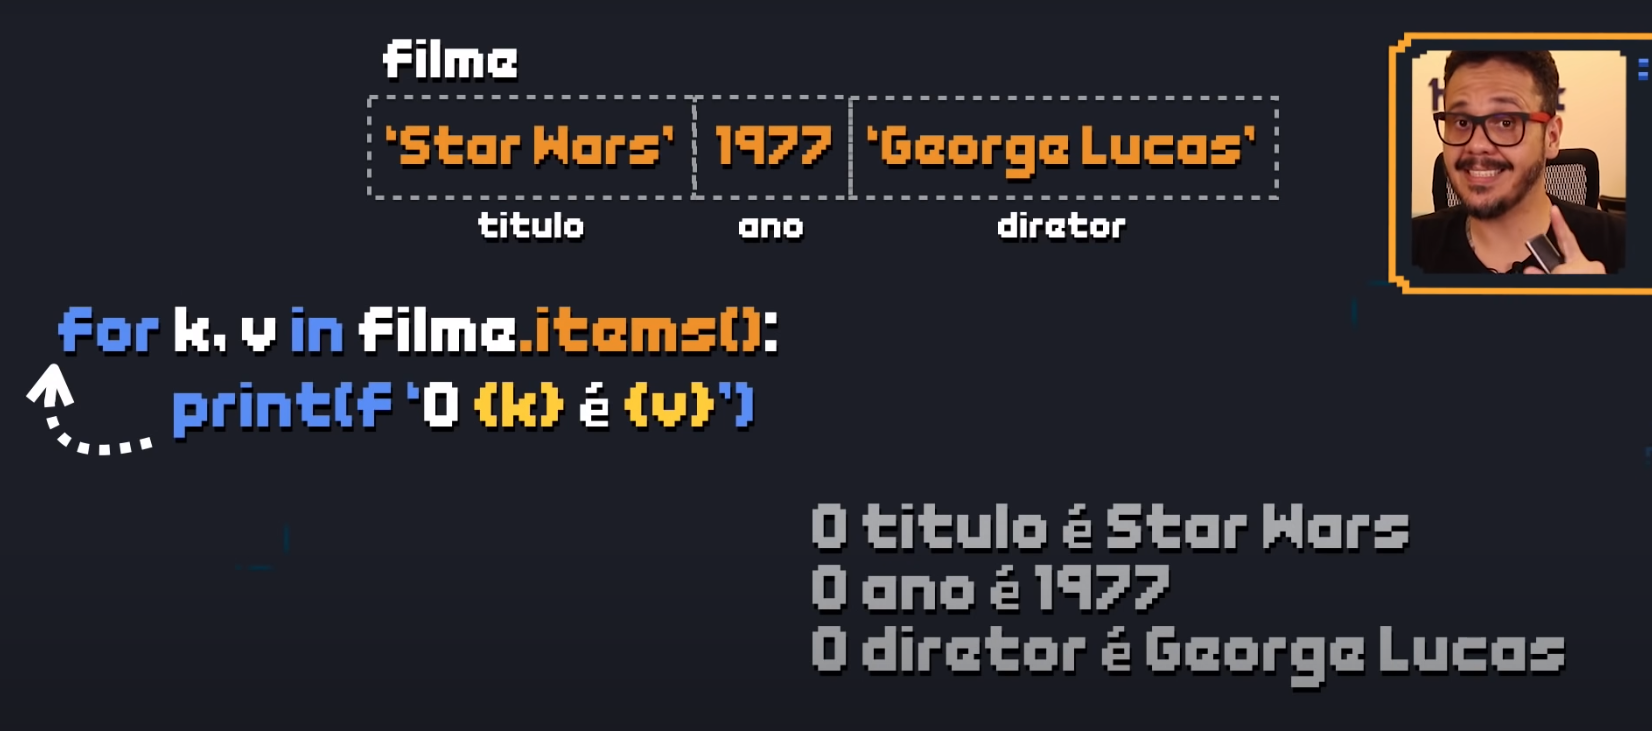 filme
‘Star Wars’ 1977 ‘George Lucas’
titulo ano diretor
for k, v in filme.items():
print(f ‘O {k} é {v}’)
O titulo é Star Wars
O ano é 1977
O diretor é George Lucas